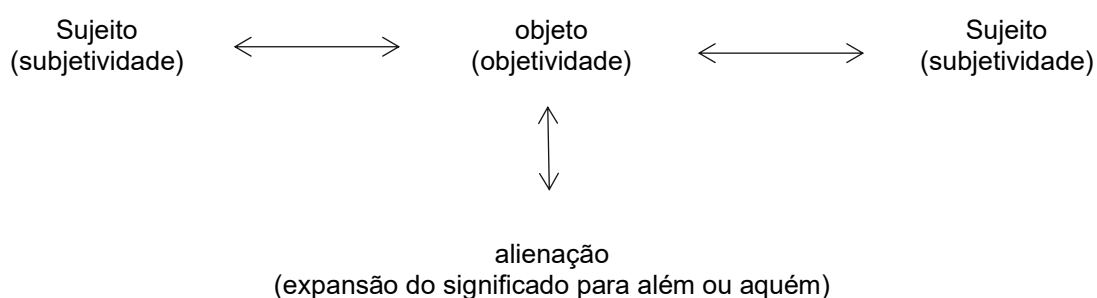 Sujeito
(subjetividade)
objeto
(objetividade)
Sujeito
(subjetividade)
alienação
(expansão do significado para além ou aquém)